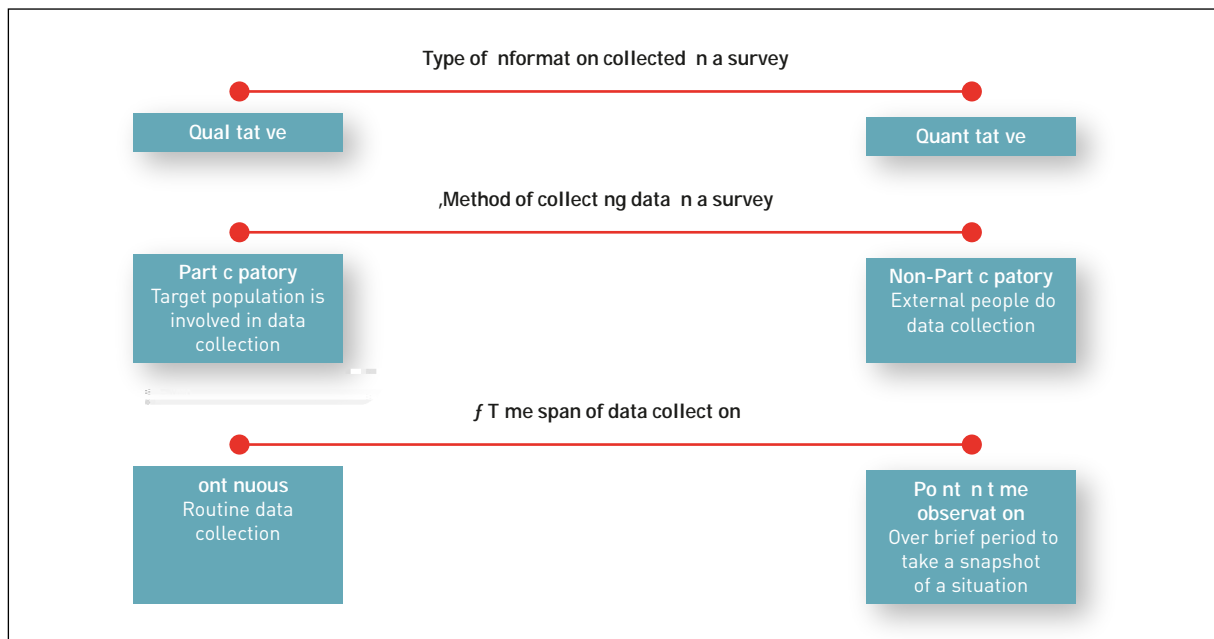 Type of nformat on collected n a survey
Qual tat ve
Quant tat ve
,Method of collect ng data n a survey
Part c patory
Target population is
involved in data
collection
Non-Part c patory
External people do
data collection
ƒ T me span of data collect on
ont nuous
Routine data
collection
Po nt n t me
observat on
Over brief period to
take a snapshot
of a situation